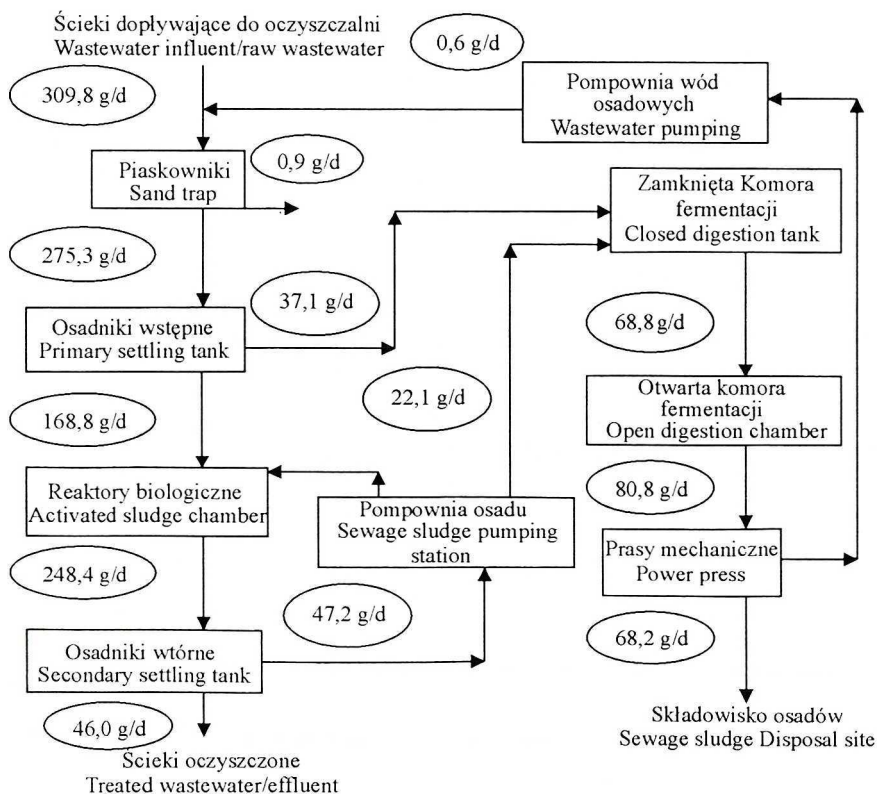 Ścieki dopływające do oczyszczalni
Wastewater influent/raw wastewater
0,6 g/d
309,8 g/d
Pompownia wód
osadowych
Wastewater pumping
Piaskowniki
Sand trap
0,9 g/d
Zamknięta Komora
fermentacji
Closed digestion tank
275,3 g/d
37,1 g/d
Osadniki wstępne
Primary settling tank
68,8 g/d
22,1 g/d
Otwarta komora
fermentacji
Open digestion chamber
168,8 g/d
Reaktory biologiczne
Activated sludge chamber
Pompownia osadu
Sewage sludge pumping
station
80,8 g/d
Prasy mechaniczne
Power press
248,4 g/d
47,2 g/d
68,2 g/d
Osadniki wtórne
Secondary settling tank
46,0 g/d
Składowisko osadów
Sewage sludge Disposal site
Ścieki oczyszczone
Treated wastewater/effluent